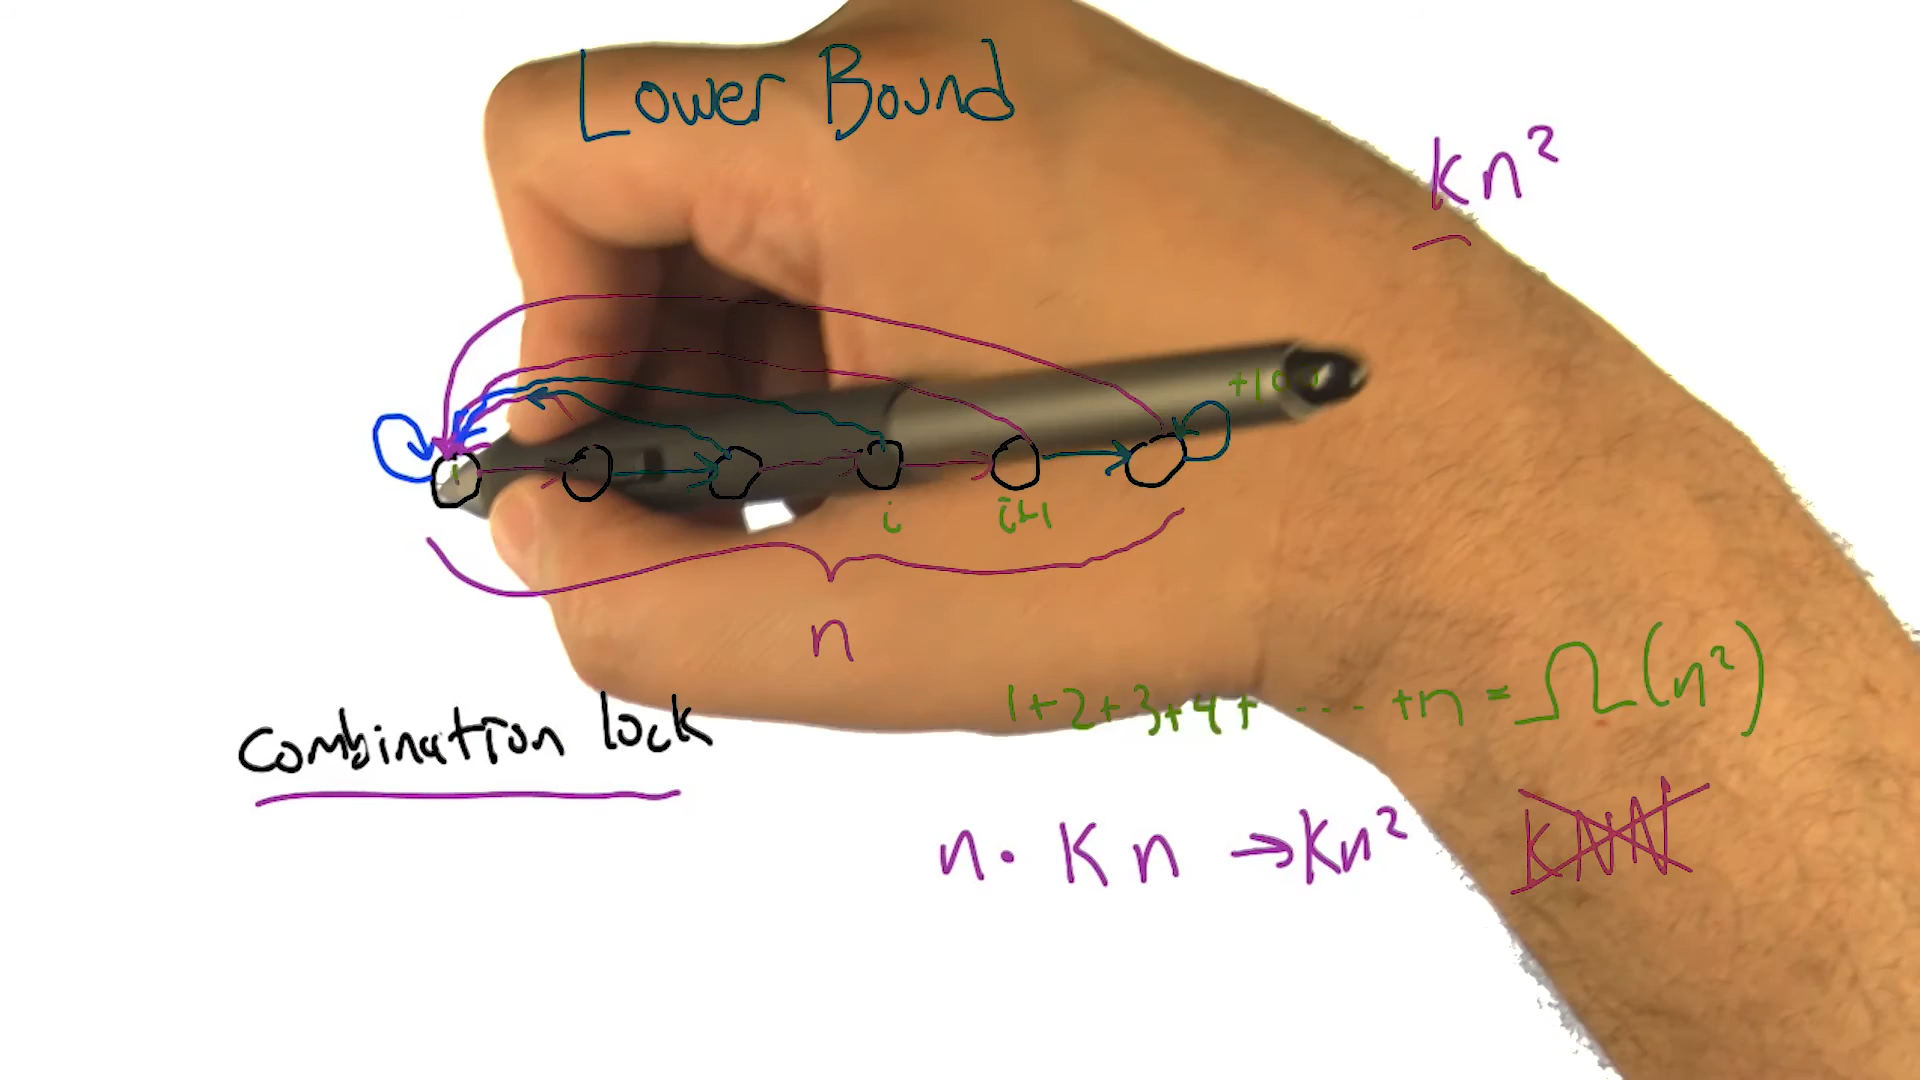 Lower Bound
kn²
i i+1
n
combination lock
1+2+3+4+ .... +n = Ω(n²)
n · kn → kn²